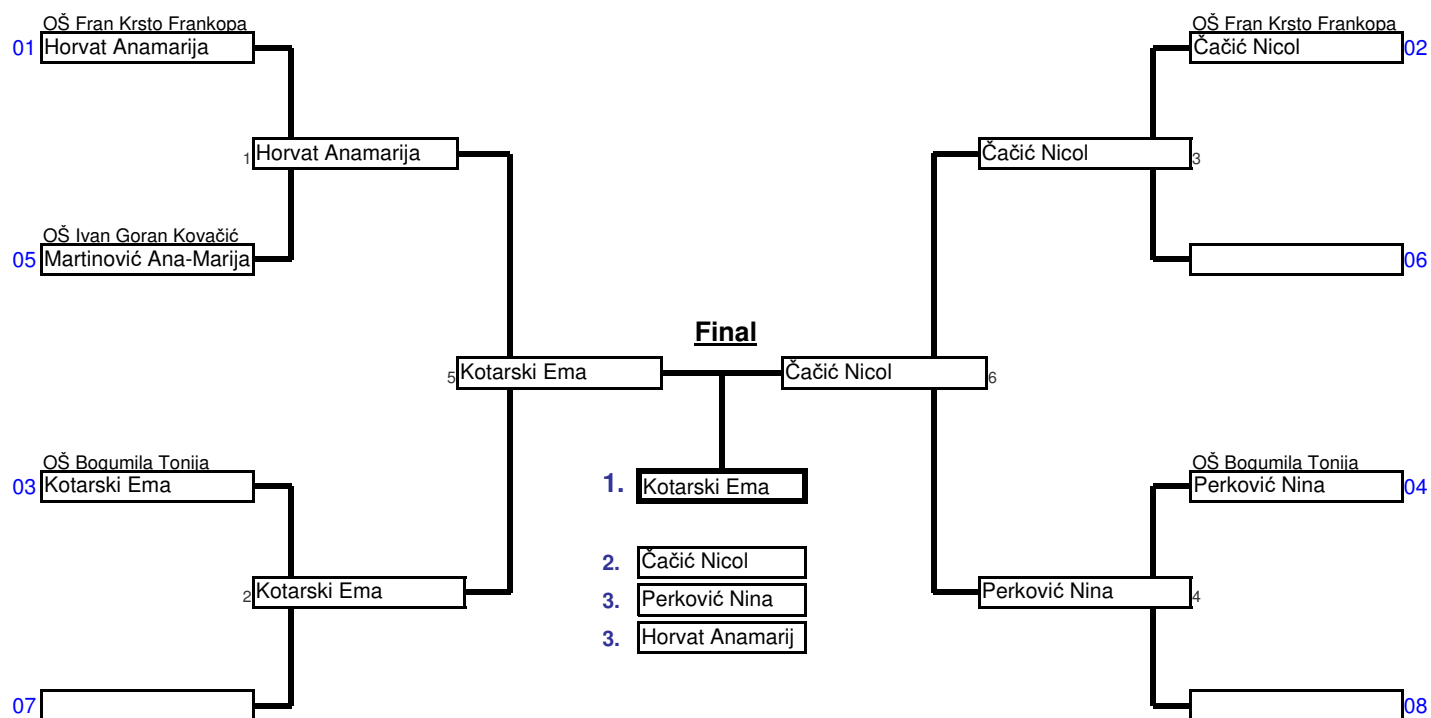 OŠ Fran Krsto Frankopa
OŠ Fran Krsto Frankopa
01 Horvat Anamarija
Čačić Nicol 02
1 Horvat Anamarija
Čačić Nicol 3
OŠ Ivan Goran Kovačić
05 Martinović Ana-Marija
06
Final
5 Kotarski Ema
Čačić Nicol 6
OŠ Bogumila Tonija
OŠ Bogumila Tonija
03 Kotarski Ema
1. Kotarski Ema
Perković Nina 04
2. Čačić Nicol
2 Kotarski Ema
3. Perković Nina
Perković Nina 4
3. Horvat Anamarij
07
08